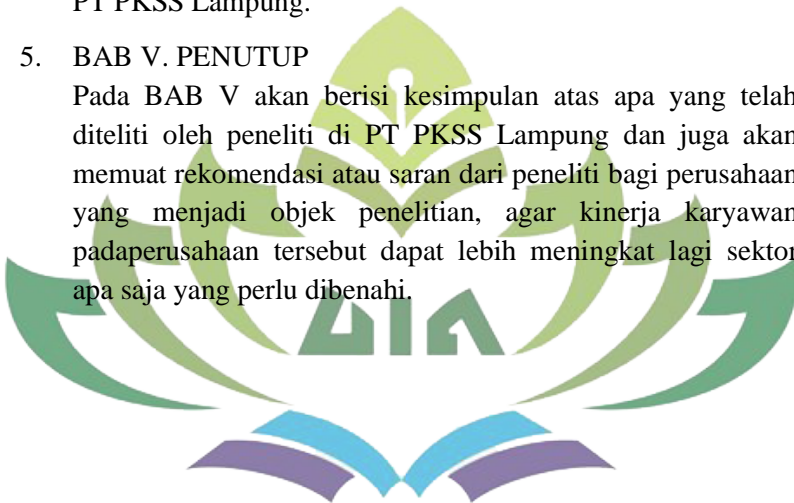 PT PKSS Lampung.
5. BAB V. PENUTUP
Pada BAB V akan berisi kesimpulan atas apa yang telah
diteliti oleh peneliti di PT PKSS Lampung dan juga akan
memuat rekomendasi atau saran dari peneliti bagi perusahaan
yang menjadi objek penelitian, agar kinerja karyawan
padaperusahaan tersebut dapat lebih meningkat lagi sektor
apa saja yang perlu dibenahi.
UIN